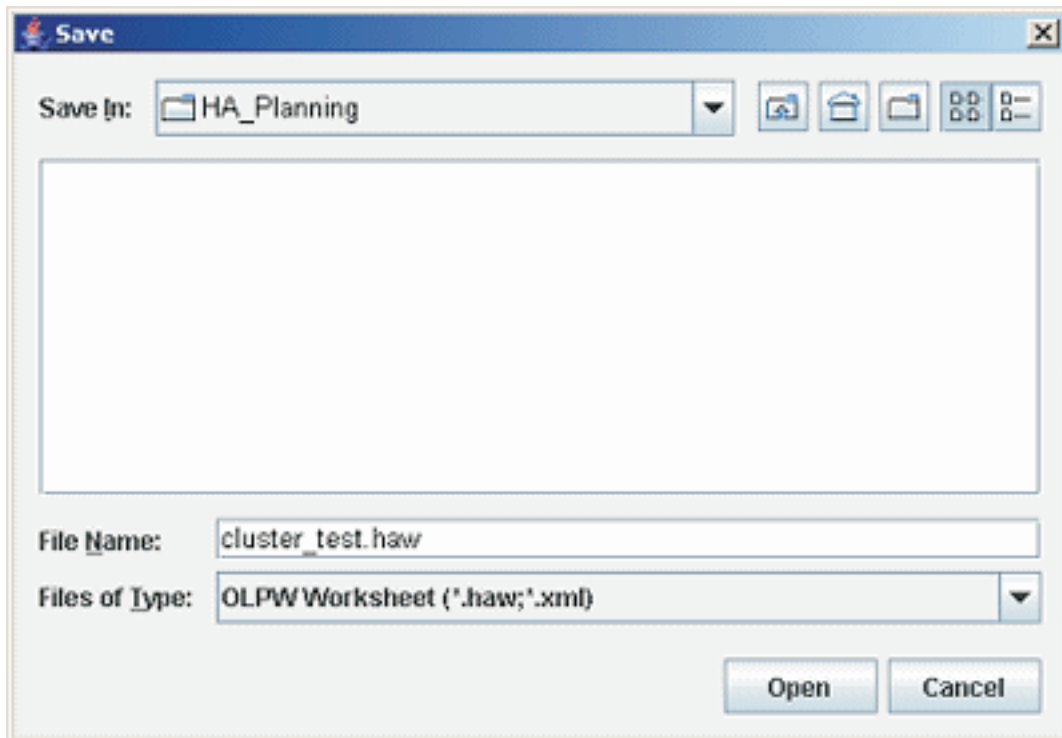 Save
Save In: HA_Planning
File Name: cluster_test.haw
Files of Type: OLPW Worksheet (*.haw;*.xml)
Open Cancel